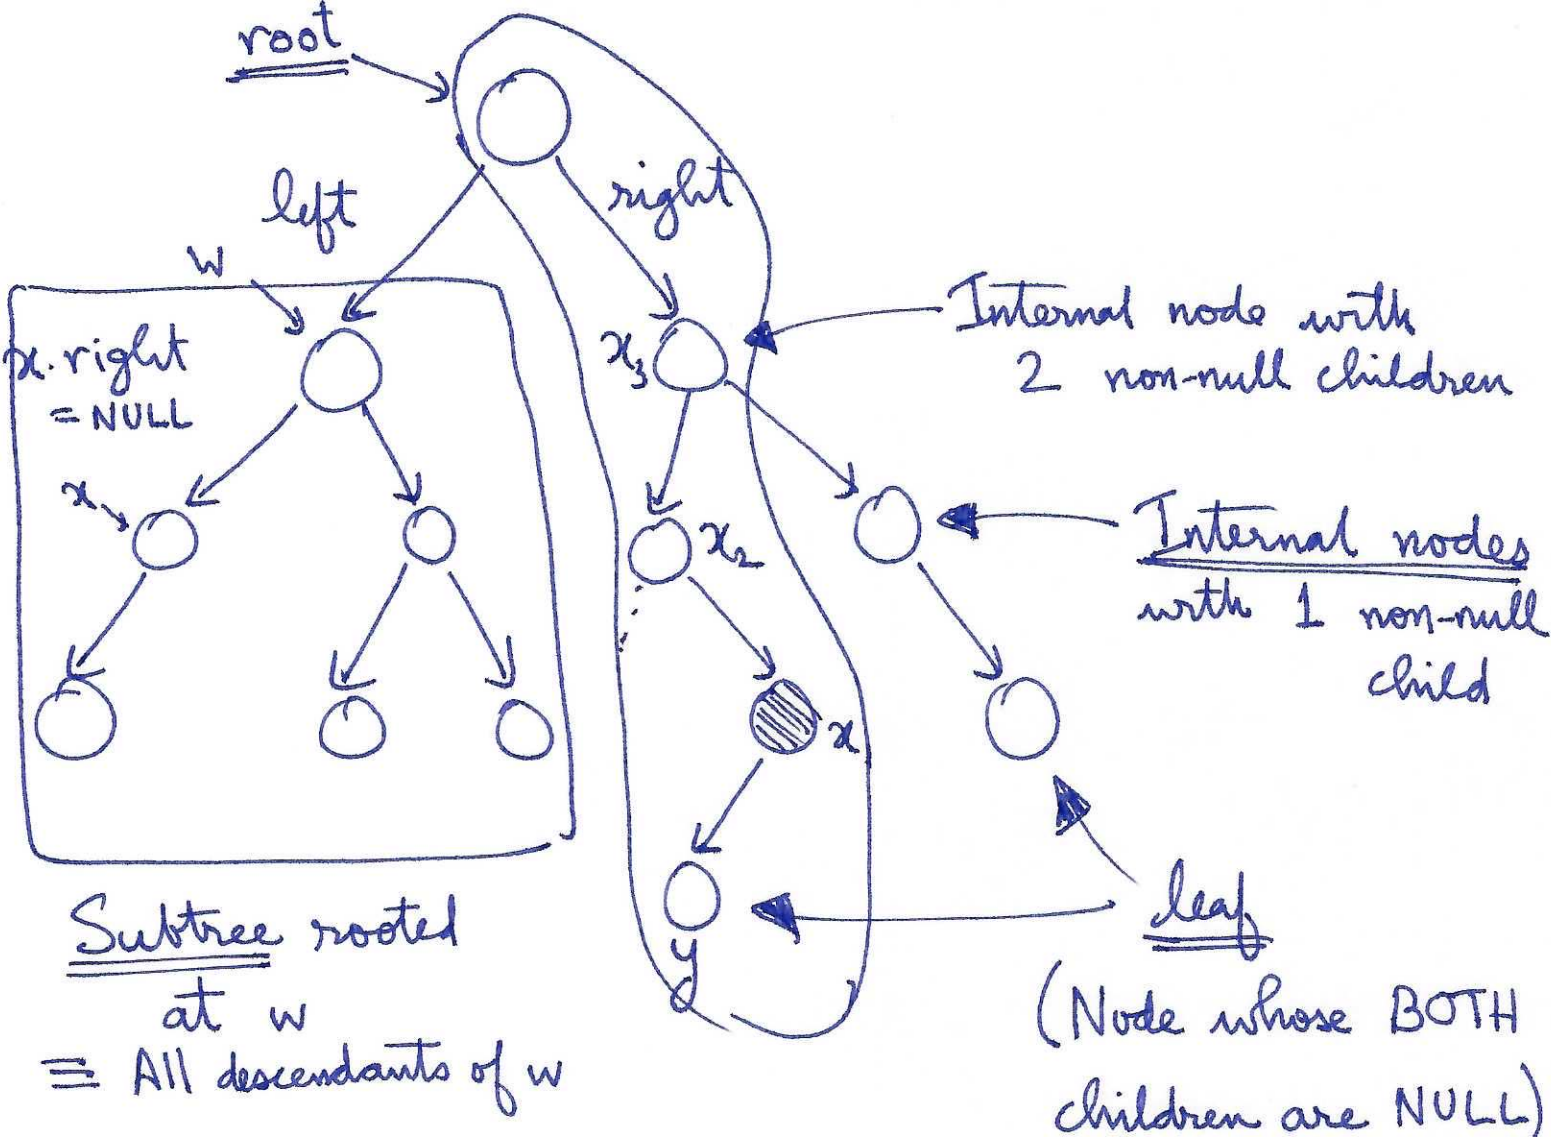 root
left
right
w
x.right
= NULL
x
x₃
Internal node with
2 non-null children
x₂
Internal nodes
with 1 non-null
child
x
y
leaf
(Node whose BOTH
children are NULL)
Subtree rooted
at w
≡ All descendants of w